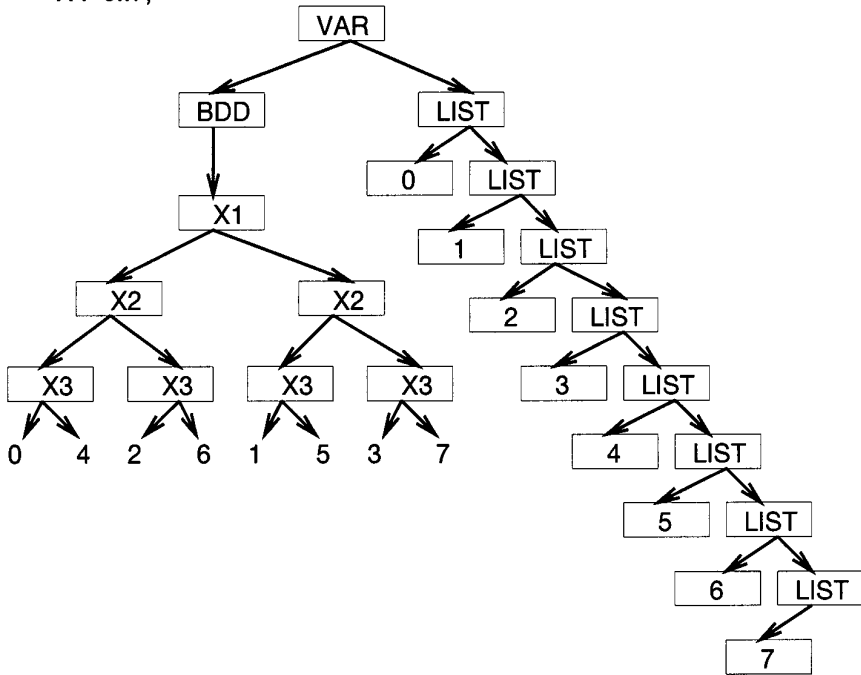 VAR
BDD LIST
0 LIST
X1
1 LIST
X2 X2
2 LIST
X3 X3 X3 X3 3 LIST
0 4 2 6 1 5 3 7 4 LIST
5 LIST
6 LIST
7